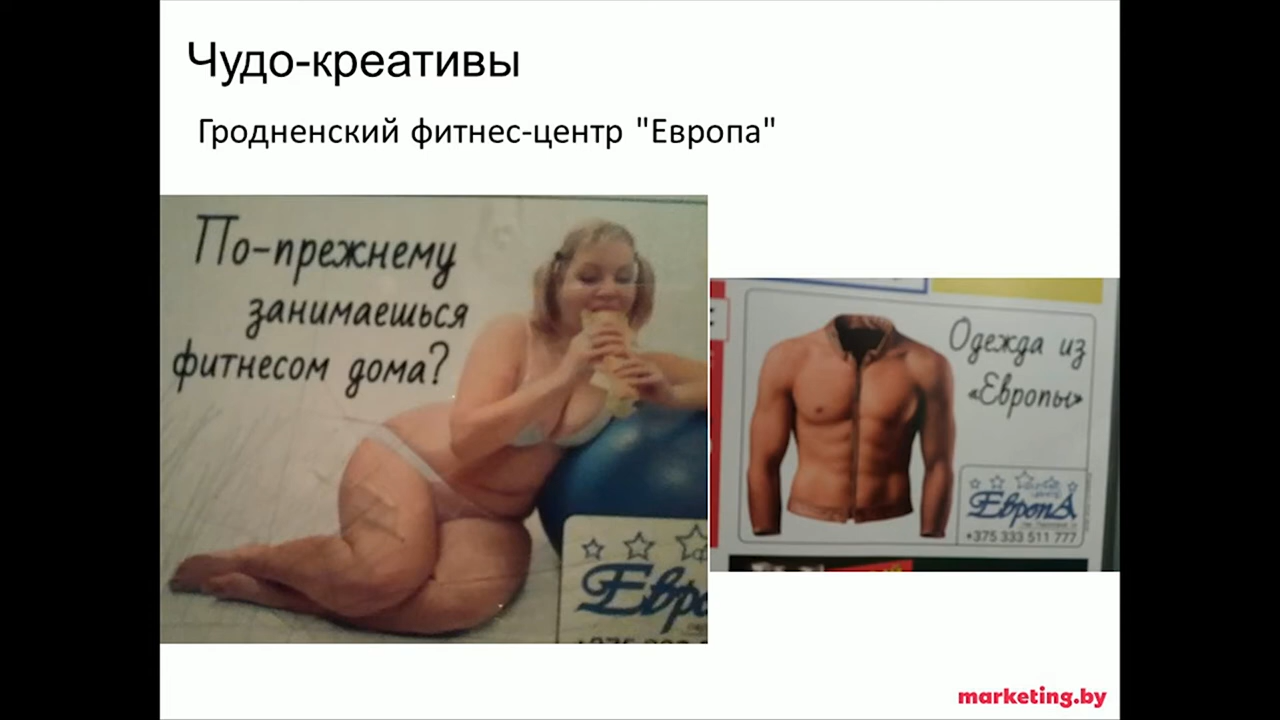 Чудо-креативы
Гродненский фитнес-центр "Европа"
По-прежнему
занимаешься
фитнесом дома?
Евро
Одежда из
«Европы»
ЕвропА
+375 333 511 777
marketing.by